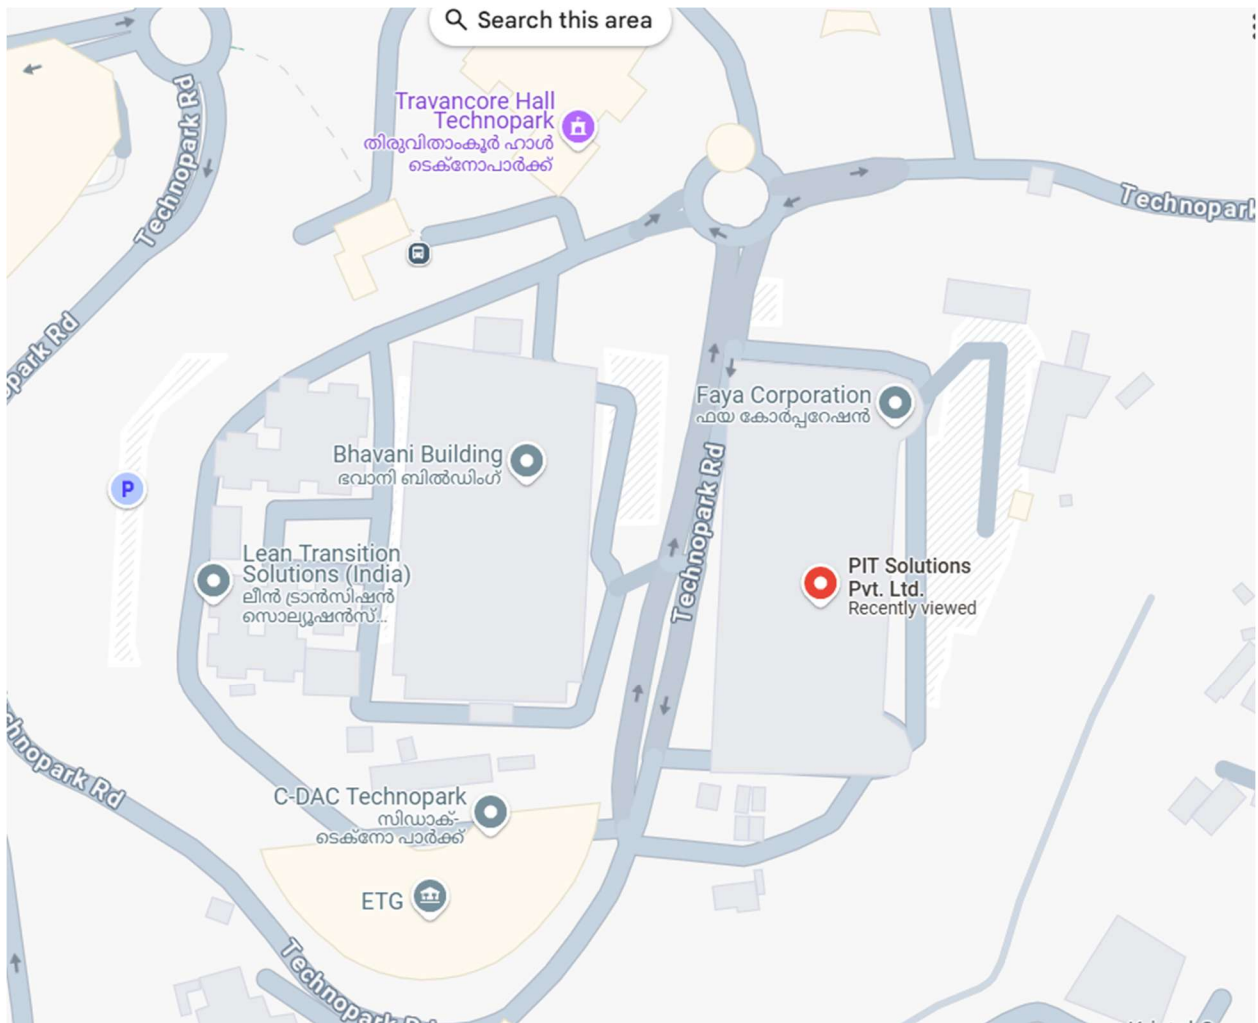 Search this area
Travancore Hall
Technopark
തിരുവിതാംകൂർ ഹാൾ
ടെക്നോപാർക്ക്
Technopark Rd
Technopark
park Rd
Faya Corporation
ഫയ കോർപ്പറേഷൻ
Bhavani Building
ഭവാനി ബിൽഡിംഗ്
P
Technopark Rd
Lean Transition
Solutions (India)
ലീൻ ട്രാൻസിഷൻ
സൊല്യൂഷൻസ്...
PIT Solutions
Pvt. Ltd.
Recently viewed
hnopark Rd
C-DAC Technopark
സിഡാക്-
ടെക്നോ പാർക്ക്
ETG
Technopark Rd